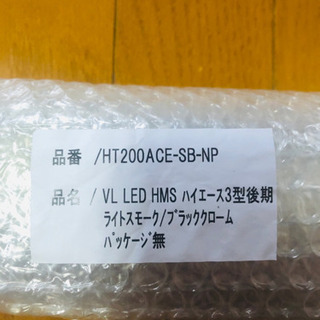 品番 /HT200ACE-SB-NP
品名 / VL LED HMS ハイエース3型後期
ライトスモーク/ブラッククローム
パッケージ無